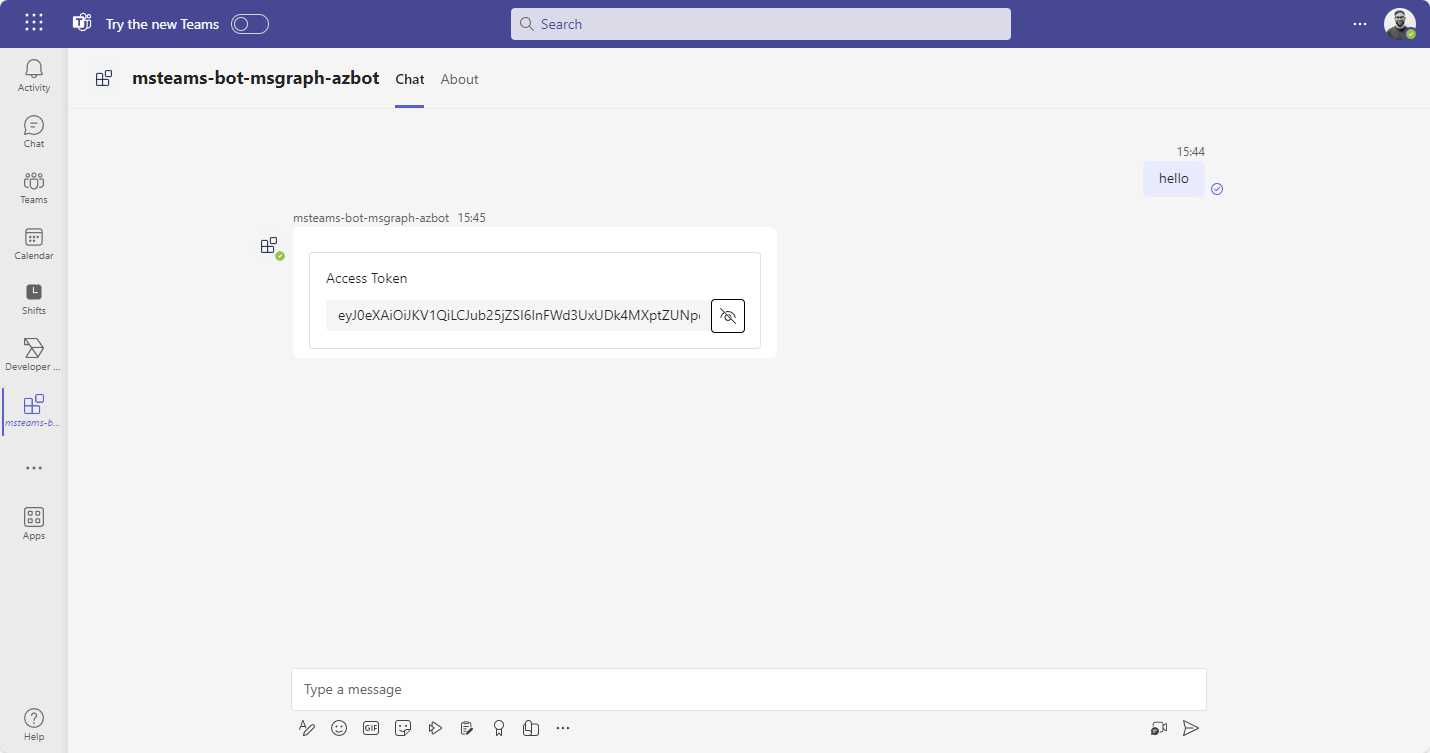 Try the new Teams
Search
Activity
Chat
Teams
Calendar
Shifts
Developer ...
msteams-b...
Apps
Help
msteams-bot-msgraph-azbot Chat About
15:44
hello
msteams-bot-msgraph-azbot 15:45
Access Token
eyJ0eXAiOiJKV1QiLCJub25jZSI6InFWd3UxUDk4MXptZUNp
Type a message
GIF